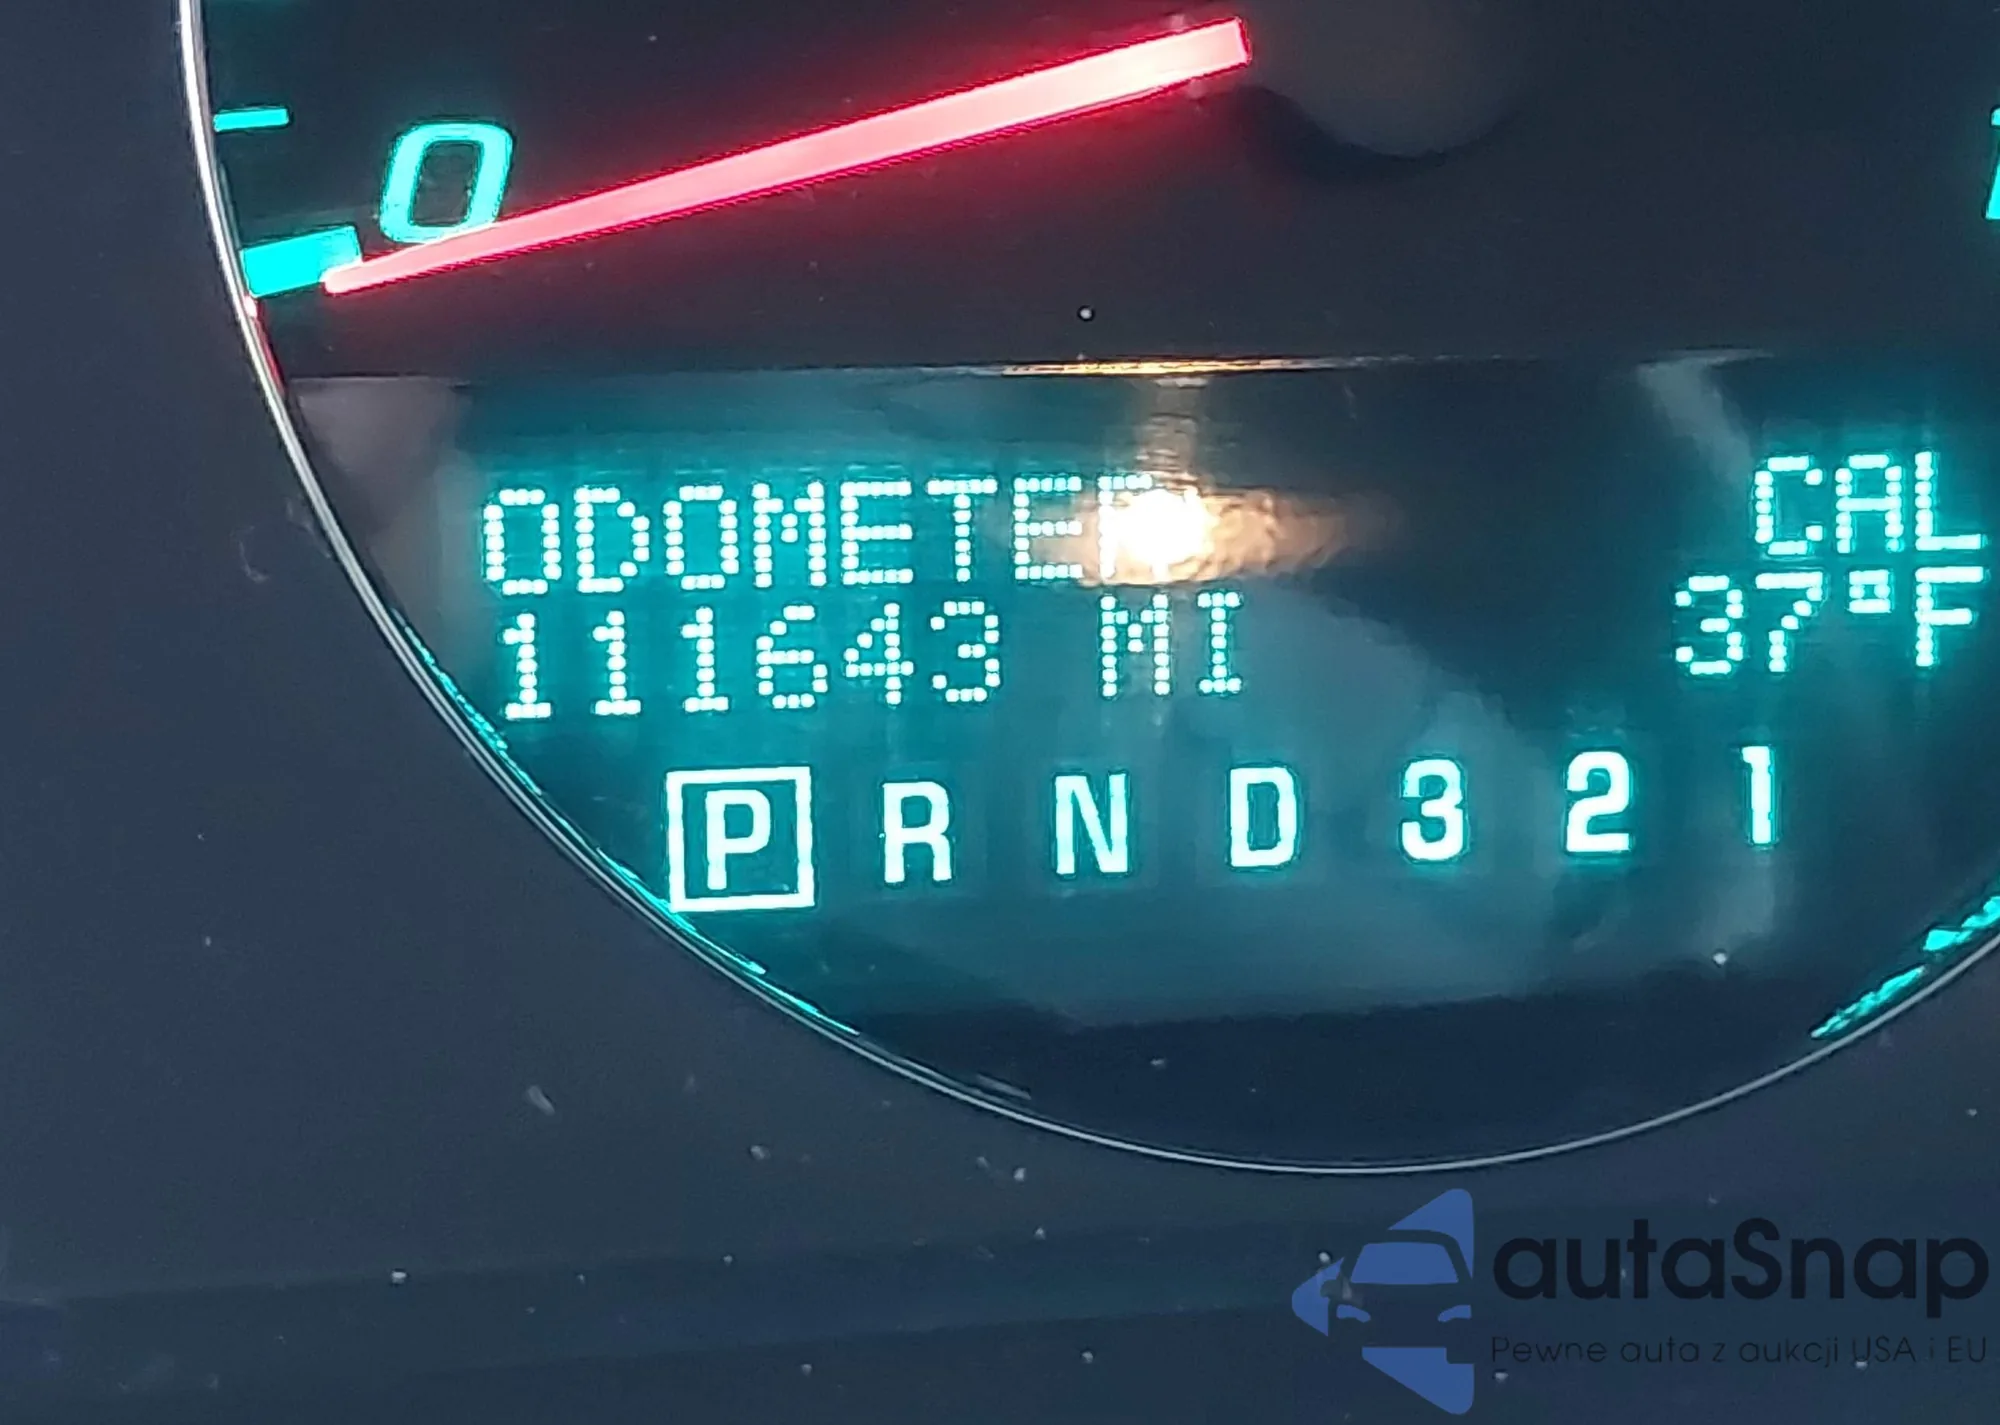 0
ODOMETER CAL
111643 MI 37°F
P R N D 3 2 1
autaSnap
Pewne auta z aukcji USA i EU